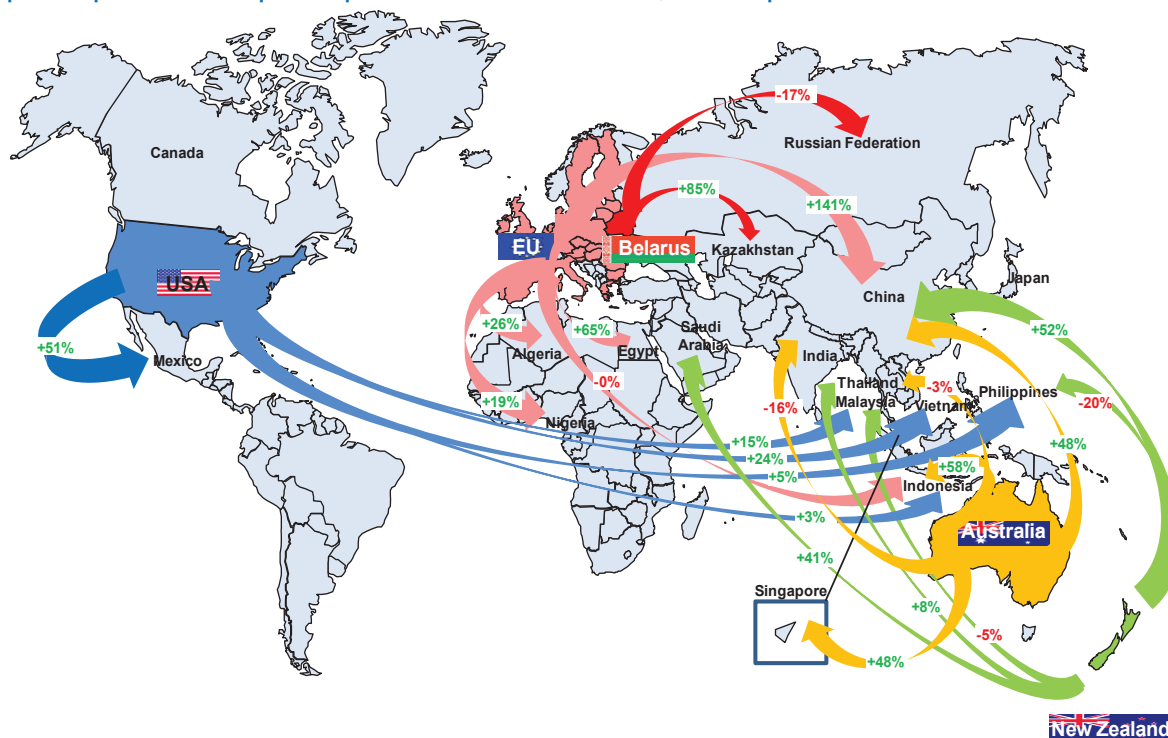 -17%
Russian Federation
Canada
+85%
+141%
EU
Belarus
Kazakhstan
USA
Japan
China
+26%
+65%
Saudi
Arabia
+52%
+51%
Mexico
Algeria
Egypt
India
-0%
Thailand
-3%
Philippines
+19%
-16%
Malaysia
Vietnam
-20%
Nigeria
+15%
+24%
+48%
+5%
+58%
Indonesia
+3%
Australia
+41%
Singapore
+8%
-5%
+48%
New Zealand